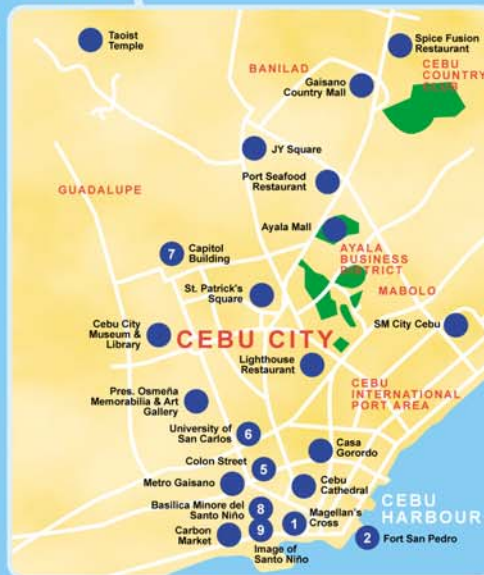 Taoist
Temple
Spice Fusion
Restaurant
BANILAD
CEBU
COUNTRY
CLUB
Gaisano
Country Mall
JY Square
Port Seafood
Restaurant
GUADALUPE
Ayala Mall
7
Capitol
Building
AYALA
BUSINESS
DISTRICT
St. Patrick's
Square
MABOLO
Cebu City
Museum &
Library
CEBU CITY
SM City Cebu
Lighthouse
Restaurant
CEBU
INTERNATIONAL
PORT AREA
Pres. Osmeña
Memorabilia & Art
Gallery
University of
San Carlos
6
Casa
Gorordo
Colon Street
5
Metro Gaisano
Cebu
Cathedral
CEBU
HARBOUR
Basilica Minore del
Santo Niño
8
Magellan's
Cross
1
Carbon
Market
9
Image of
Santo Niño
2
Fort San Pedro